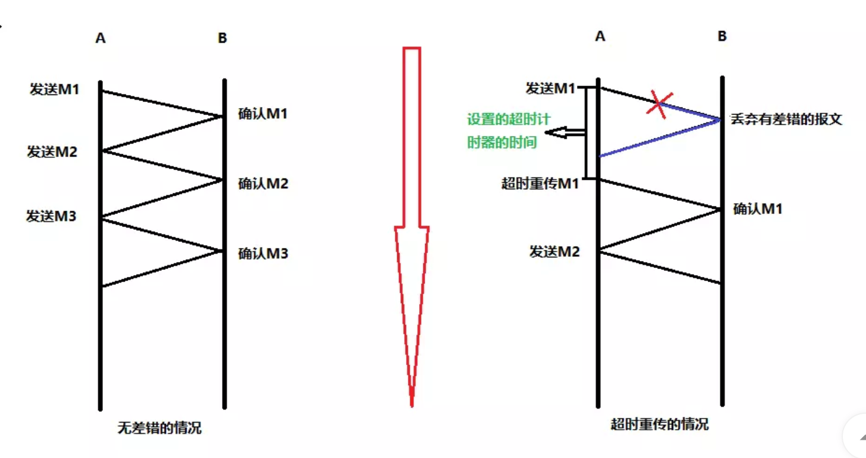 A
B
发送M1
确认M1
发送M2
确认M2
发送M3
确认M3
无差错的情况
A
B
发送M1
设置的超时计
时器的时间
丢弃有差错的报文
超时重传M1
确认M1
发送M2
超时重传的情况